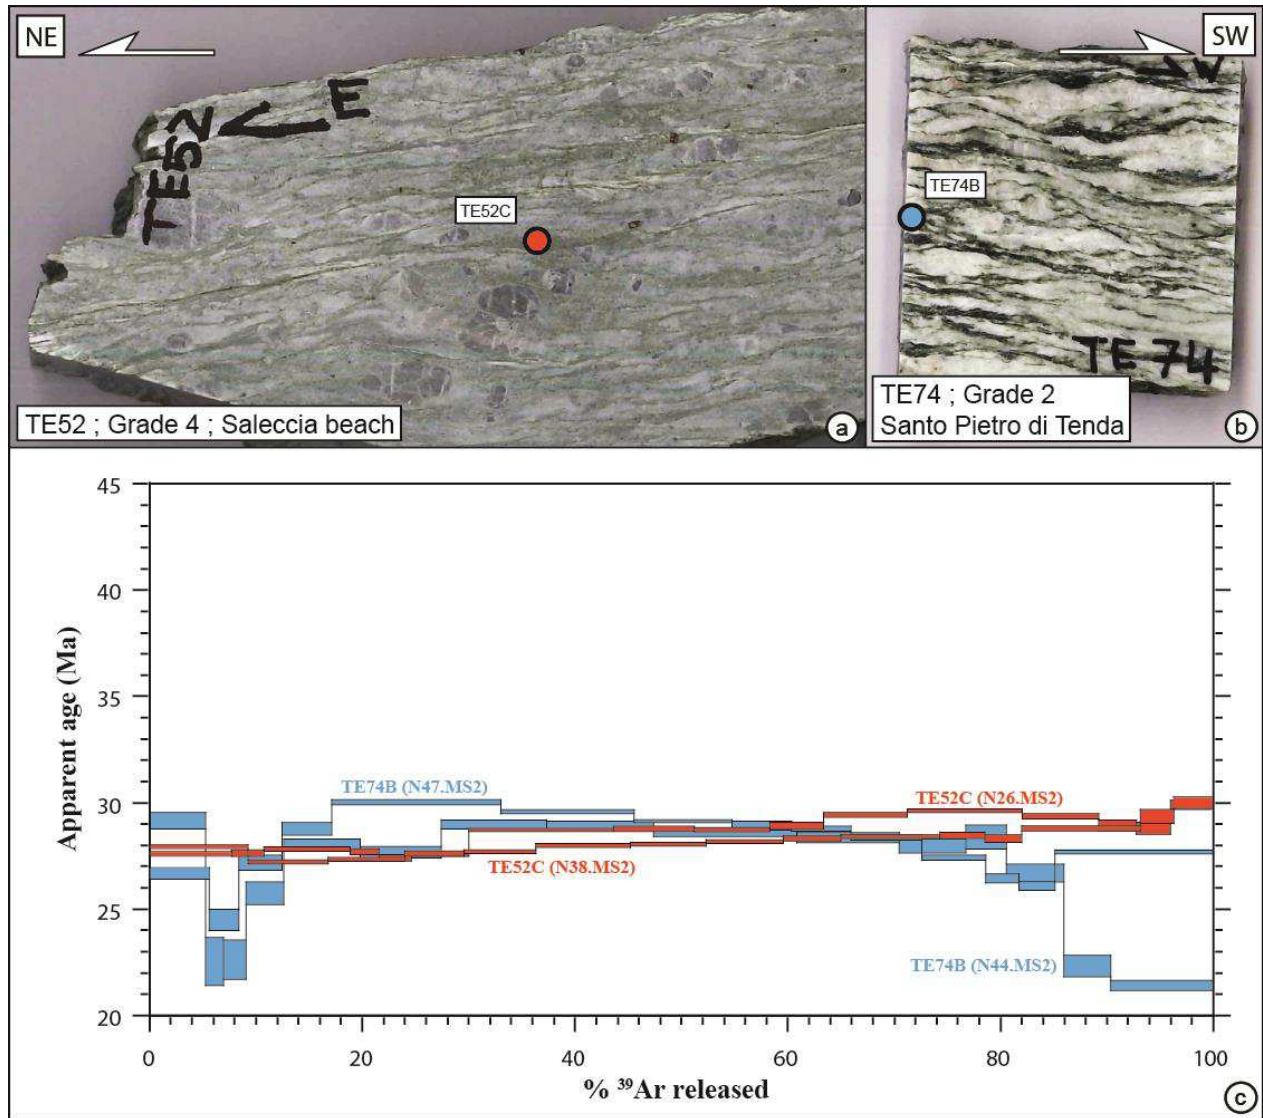 NE
SW
TE52 E
TE52C
W
TE74B
TE 74
TE52 ; Grade 4 ; Saleccia beach
a
TE74 ; Grade 2
Santo Pietro di Tenda
b
45
40
35
30
25
20
Apparent age (Ma)
TE74B (N47.MS2)
TE52C (N26.MS2)
TE52C (N38.MS2)
TE74B (N44.MS2)
0 20 40 60 80 100
% ³⁹Ar released
c